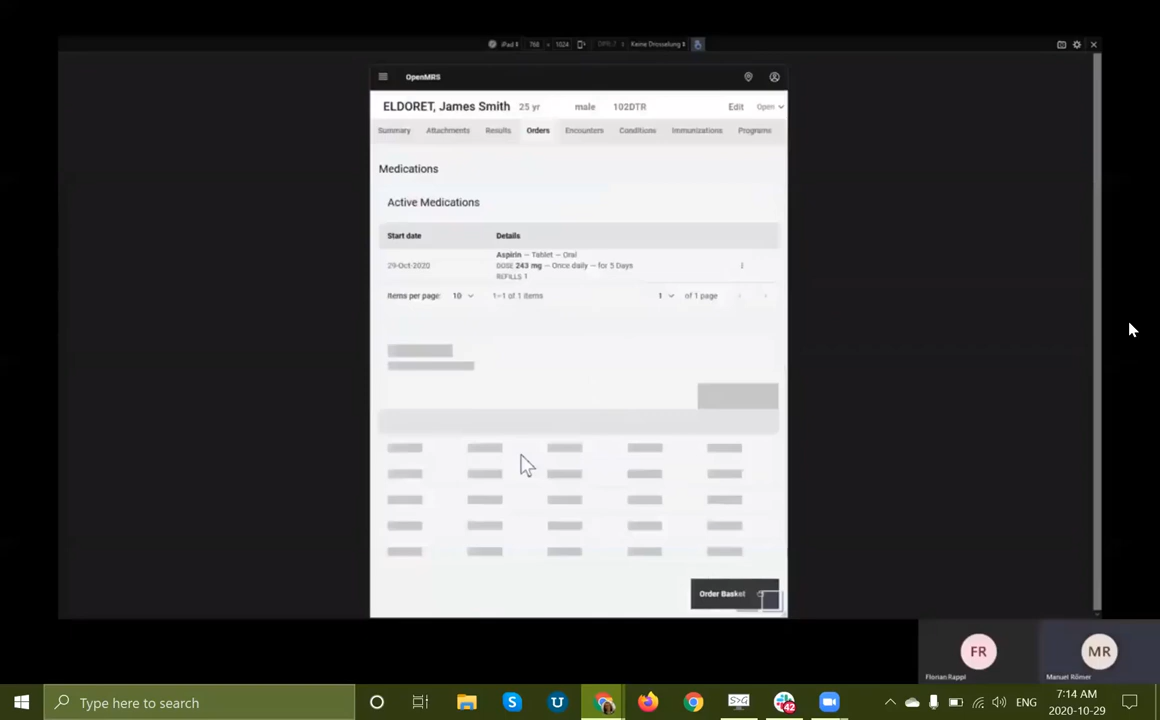 iPad 768 × 1024 Keine Drosselung
OpenMRS
ELDORET, James Smith 25 yr male 102DTR Edit Open
Summary Attachments Results Orders Encounters Conditions Immunizations Programs
Medications
Active Medications
Start date Details
Aspirin — Tablet — Oral
29-Oct-2020 DOSE 243 mg — Once daily — for 5 Days
REFILLS 1
Items per page: 10 1–1 of 1 items 1 of 1 page
Order Basket
FR MR
Florian Rappl Manuel Römer
Type here to search
42
ENG
7:14 AM
2020-10-29